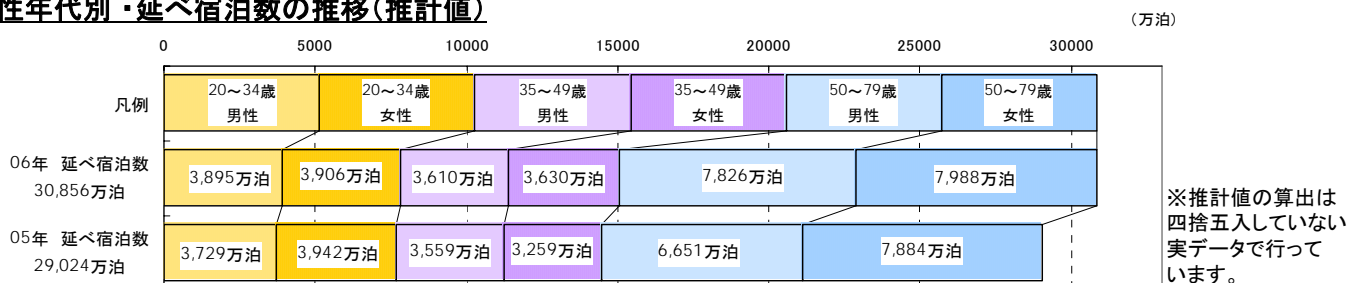 性年代別・延べ宿泊数の推移(推計値)
(万泊)
0 5000 10000 15000 20000 25000 30000
凡例
20〜34歳 男性
20〜34歳 女性
35〜49歳 男性
35〜49歳 女性
50〜79歳 男性
50〜79歳 女性
06年 延べ宿泊数
30,856万泊
3,895万泊 3,906万泊 3,610万泊 3,630万泊 7,826万泊 7,988万泊
05年 延べ宿泊数
29,024万泊
3,729万泊 3,942万泊 3,559万泊 3,259万泊 6,651万泊 7,884万泊
※推計値の算出は
四捨五入していない
実データで行って
います。